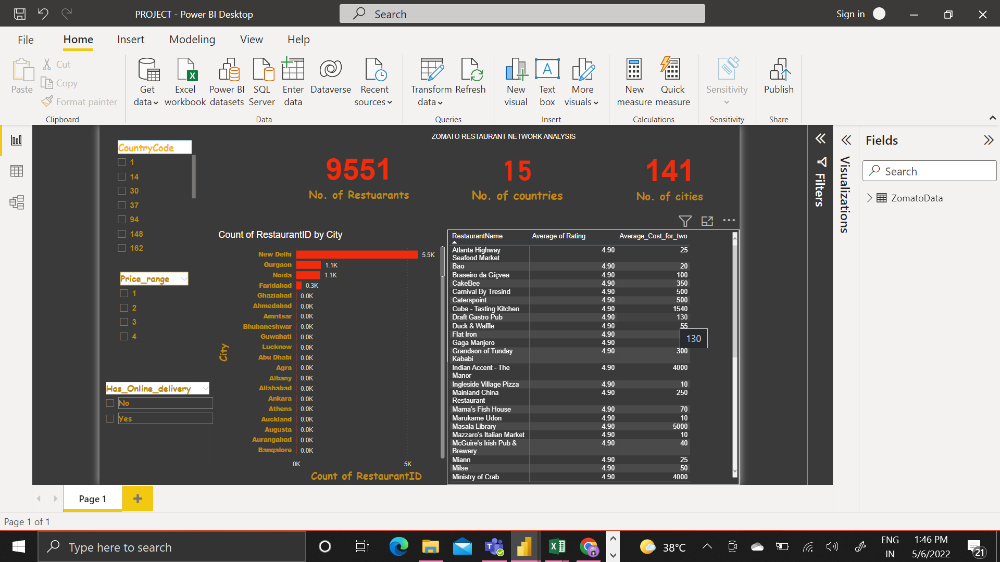 PROJECT - Power BI Desktop
Search
Sign in
File
Home
Insert
Modeling
View
Help
Paste
Cut
Copy
Format painter
Clipboard
Get data
Excel workbook
Power BI datasets
SQL Server
Enter data
Dataverse
Recent sources
Data
Transform data
Refresh
Queries
New visual
Text box
More visuals
Insert
New measure
Quick measure
Calculations
Sensitivity
Sensitivity
Publish
Share
ZOMATO RESTAURANT NETWORK ANALYSIS
CountryCode
1
14
30
37
94
148
162
9551
No. of Restuarants
15
No. of countries
141
No. of cities
Price_range
1
2
3
4
Has_Online_delivery
No
Yes
Count of RestaurantID by City
City
New Delhi 5.5K
Gurgaon 1.1K
Noida 1.1K
Faridabad 0.3K
Ghaziabad 0.0K
Ahmedabad 0.0K
Amritsar 0.0K
Bhubaneshwar 0.0K
Guwahati 0.0K
Lucknow 0.0K
Abu Dhabi 0.0K
Agra 0.0K
Albany 0.0K
Allahabad 0.0K
Ankara 0.0K
Athens 0.0K
Auckland 0.0K
Augusta 0.0K
Aurangabad 0.0K
Bangalore 0.0K
0K 5K
Count of RestaurantID
RestaurantName Average of Rating Average_Cost_for_two
Atlanta Highway 4.90 25
Seafood Market
Bao 4.90 20
Braseiro da Gíçvea 4.90 100
CakeBee 4.90 350
Carnival By Tresind 4.90 500
Caterspoint 4.90 500
Cube - Tasting Kitchen 4.90 1540
Draft Gastro Pub 4.90 130
Duck & Waffle 4.90 55
Flat Iron 4.90
Gaga Manjero 4.90
130
Grandson of Tunday 4.90 300
Kababi
Indian Accent - The 4.90 4000
Manor
Ingleside Village Pizza 4.90 10
Mainland China 4.90 250
Restaurant
Mama's Fish House 4.90 70
Marukame Udon 4.90 10
Masala Library 4.90 5000
Mazzaro's Italian Market 4.90 10
McGuire's Irish Pub & 4.90 40
Brewery
Miann 4.90 25
Milse 4.90 50
Ministry of Crab 4.90 4000
Filters
Visualizations
Fields
Search
ZomatoData
Page 1
Page 1 of 1
Type here to search
38°C
ENG
IN
1:46 PM
5/6/2022
21